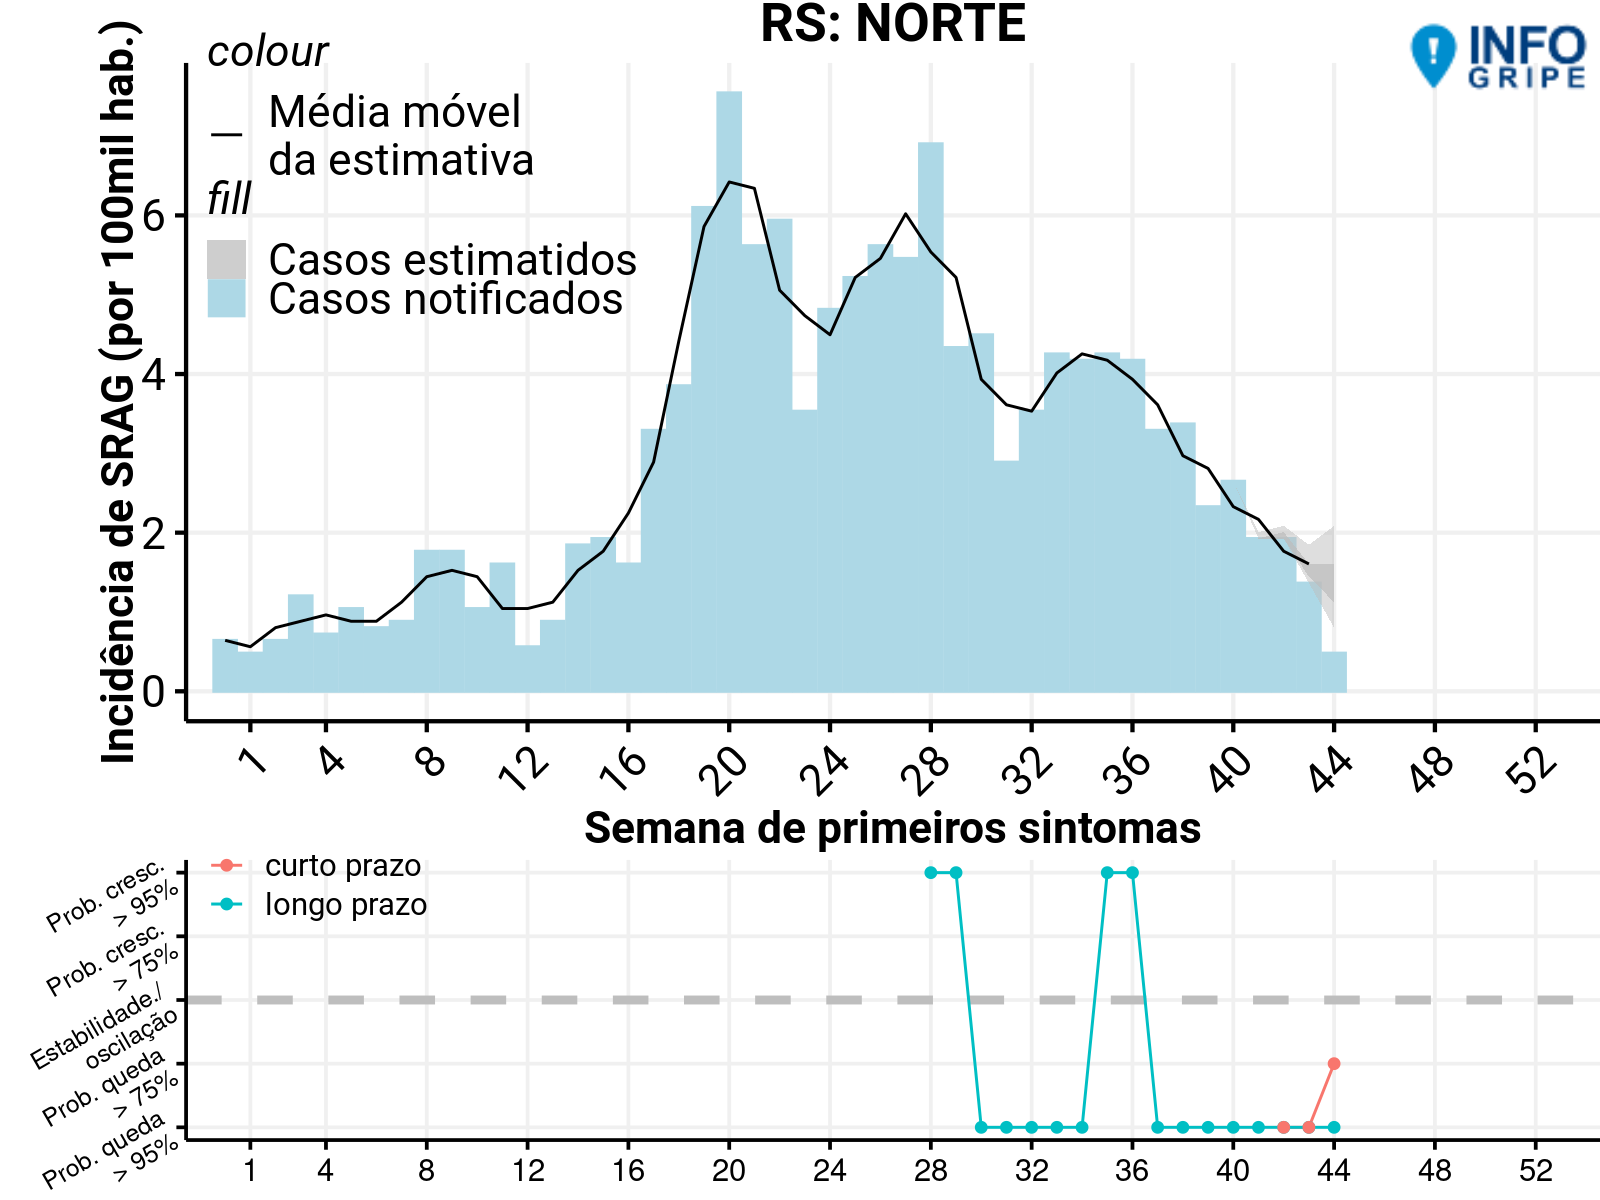 RS: NORTE
INFO
GRIPE
colour
Média móvel
da estimativa
fill
Casos estimatidos
Casos notificados
Incidência de SRAG (por 100mil hab.)
6
4
2
0
1 4 8 12 16 20 24 28 32 36 40 44 48 52
Semana de primeiros sintomas
curto prazo
longo prazo
Prob. cresc.
> 95%
Prob. cresc.
> 75%
Estabilidade./
oscilação
Prob. queda
> 75%
Prob. queda
> 95%
1 4 8 12 16 20 24 28 32 36 40 44 48 52